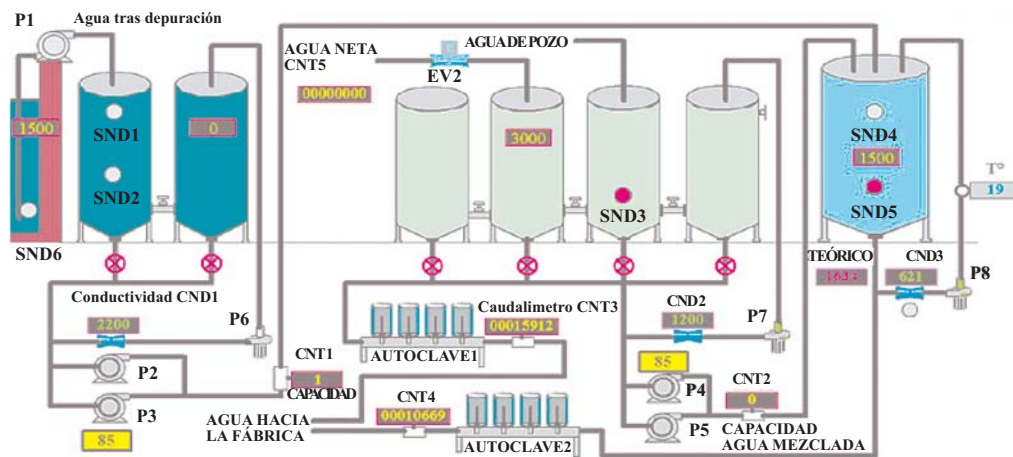 P1
Agua tras depuración
1500
SND1
SND2
SND6
0
AGUA NETA
CNT5
00000000
EV2
AGUA DE POZO
3000
SND3
SND4
1500
SND5
Tº
19
TEÓRICO
CND3
621
P8
Conductividad CND1
2200
P6
P2
P3
85
CNT1
1
CAPACIDAD
Caudalimetro CNT3
00015912
AUTOCLAVE1
CND2
1200
P7
85
P4
P5
CNT2
0
CAPACIDAD
AGUA MEZCLADA
CNT4
00010669
AGUA HACIA
LA FÁBRICA
AUTOCLAVE2